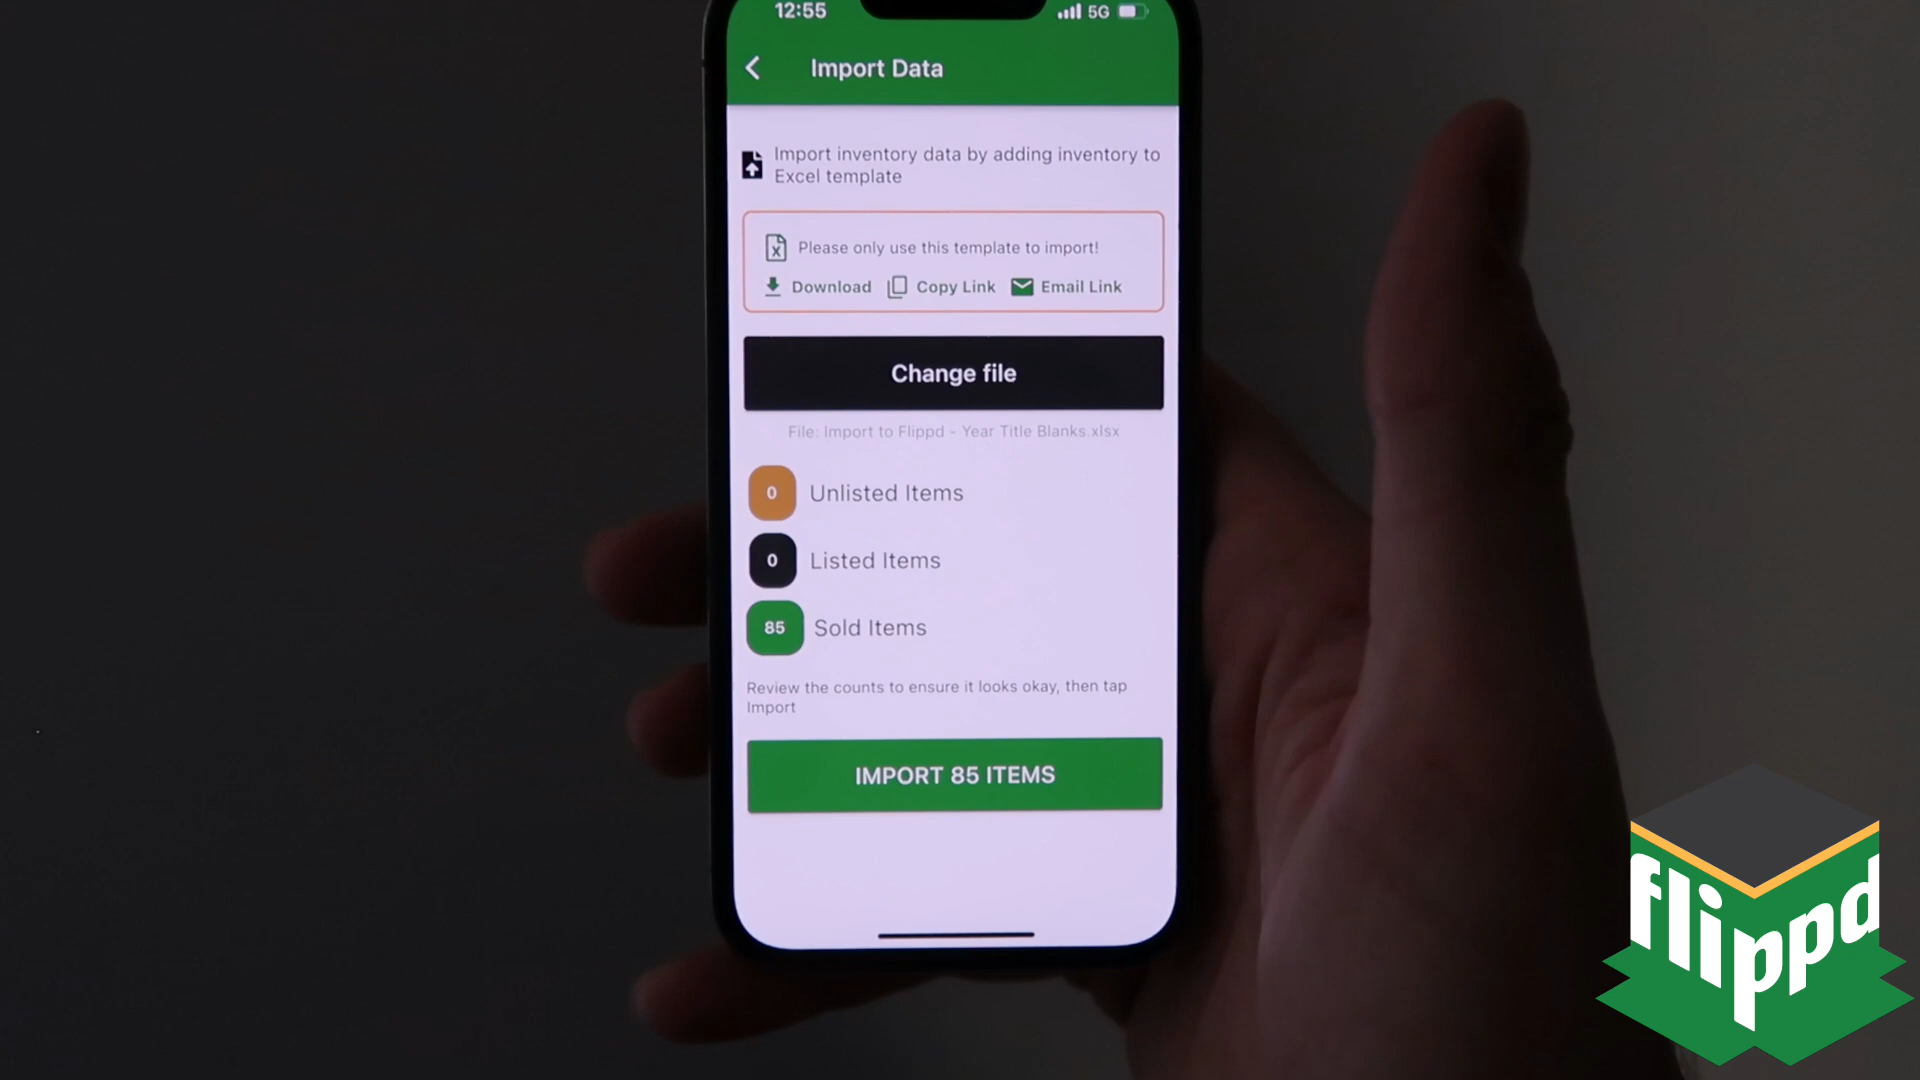 12:55
5G
Import Data
Import inventory data by adding inventory to
Excel template
Please only use this template to import!
Download
Copy Link
Email Link
Change file
File: Import to Flippd - Year Title Blanks.xlsx
0
Unlisted Items
0
Listed Items
85
Sold Items
Review the counts to ensure it looks okay, then tap
Import
IMPORT 85 ITEMS
flippd